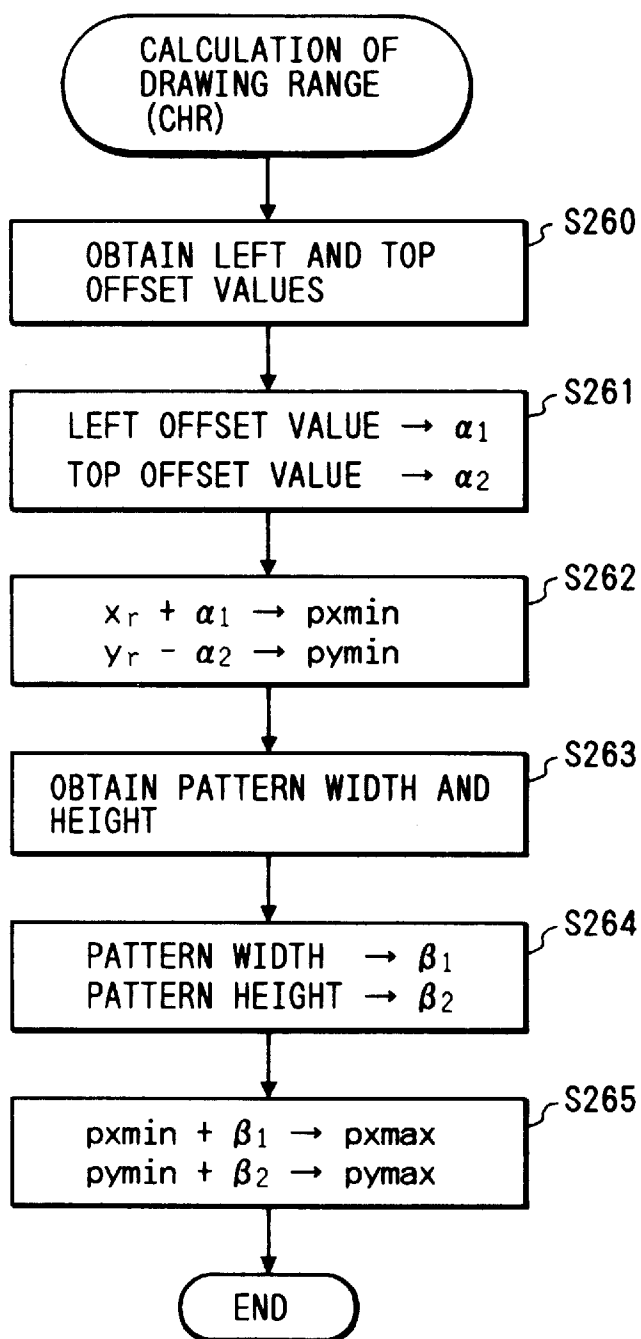 CALCULATION OF
DRAWING RANGE
(CHR)
S260
OBTAIN LEFT AND TOP
OFFSET VALUES
S261
LEFT OFFSET VALUE → α1
TOP OFFSET VALUE → α2
S262
xr + α1 → pxmin
yr - α2 → pymin
S263
OBTAIN PATTERN WIDTH AND
HEIGHT
S264
PATTERN WIDTH → β1
PATTERN HEIGHT → β2
S265
pxmin + β1 → pxmax
pymin + β2 → pymax
END